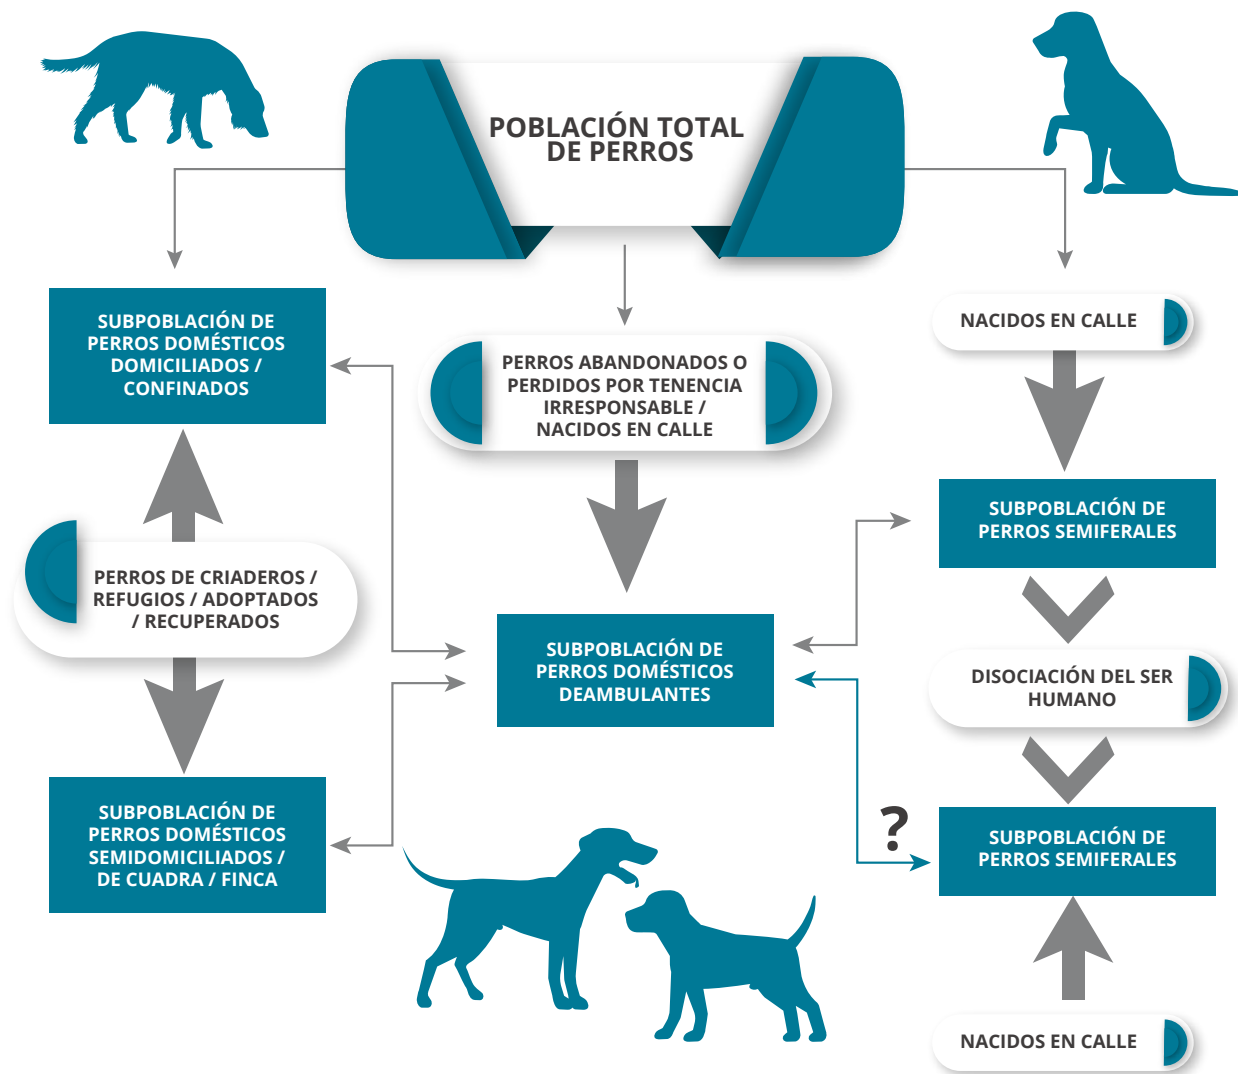 POBLACIÓN TOTAL
DE PERROS
SUBPOBLACIÓN DE
PERROS DOMÉSTICOS
DOMICILIADOS /
CONFINADOS
PERROS ABANDONADOS O
PERDIDOS POR TENENCIA
IRRESPONSABLE /
NACIDOS EN CALLE
NACIDOS EN CALLE
SUBPOBLACIÓN DE
PERROS SEMIFERALES
PERROS DE CRIADEROS /
REFUGIOS / ADOPTADOS
/ RECUPERADOS
SUBPOBLACIÓN DE
PERROS DOMÉSTICOS
DEAMBULANTES
DISOCIACIÓN DEL SER
HUMANO
SUBPOBLACIÓN DE
PERROS DOMÉSTICOS
SEMIDOMICILIADOS /
DE CUADRA / FINCA
?
SUBPOBLACIÓN DE
PERROS SEMIFERALES
NACIDOS EN CALLE